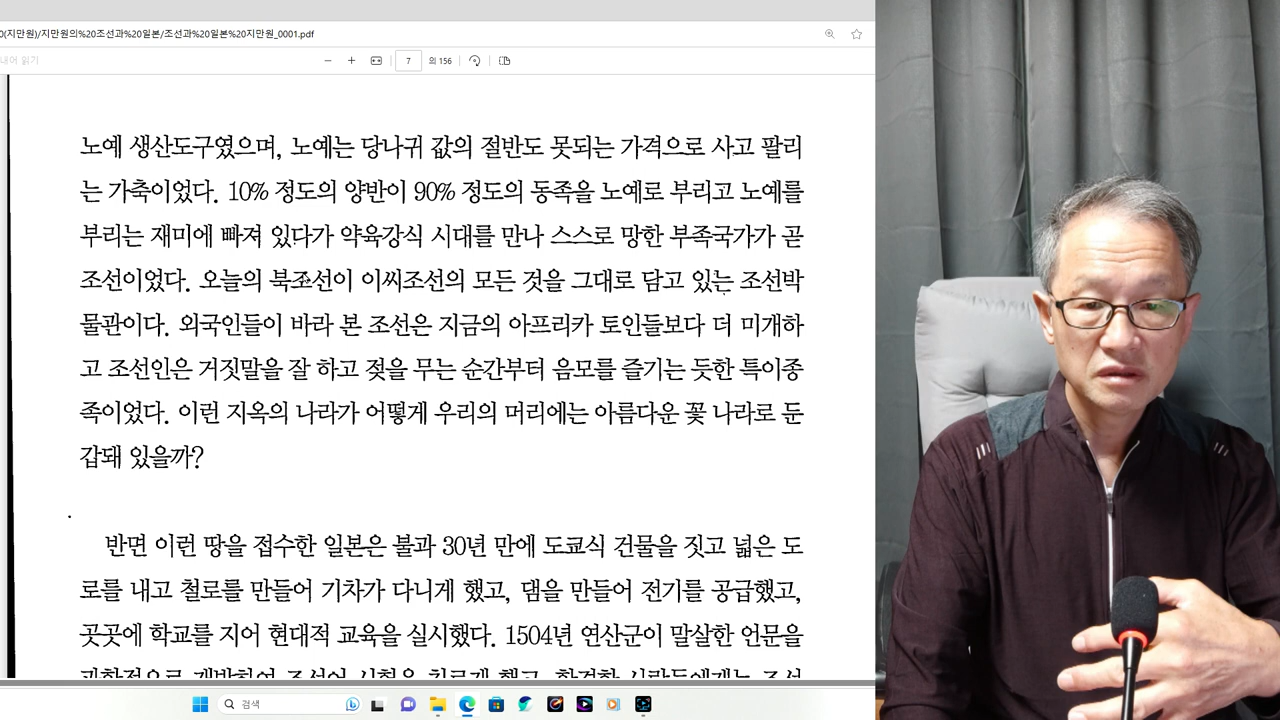 0(지만원)/지만원의%20조선과%20일본/조선과%20일본%20지만원_0001.pdf
내어 읽기
7 의 156
노예 생산도구였으며, 노예는 당나귀 값의 절반도 못되는 가격으로 사고 팔리
는 가축이었다. 10% 정도의 양반이 90% 정도의 동족을 노예로 부리고 노예를
부리는 재미에 빠져 있다가 약육강식 시대를 만나 스스로 망한 부족국가가 곧
조선이었다. 오늘의 북조선이 이씨조선의 모든 것을 그대로 담고 있는 조선박
물관이다. 외국인들이 바라 본 조선은 지금의 아프리카 토인들보다 더 미개하
고 조선인은 거짓말을 잘 하고 젖을 무는 순간부터 음모를 즐기는 듯한 특이종
족이었다. 이런 지옥의 나라가 어떻게 우리의 머리에는 아름다운 꽃 나라로 둔
갑돼 있을까?
반면 이런 땅을 접수한 일본은 불과 30년 만에 도쿄식 건물을 짓고 넓은 도
로를 내고 철로를 만들어 기차가 다니게 했고, 댐을 만들어 전기를 공급했고,
곳곳에 학교를 지어 현대적 교육을 실시했다. 1504년 연산군이 말살한 언문을
검색